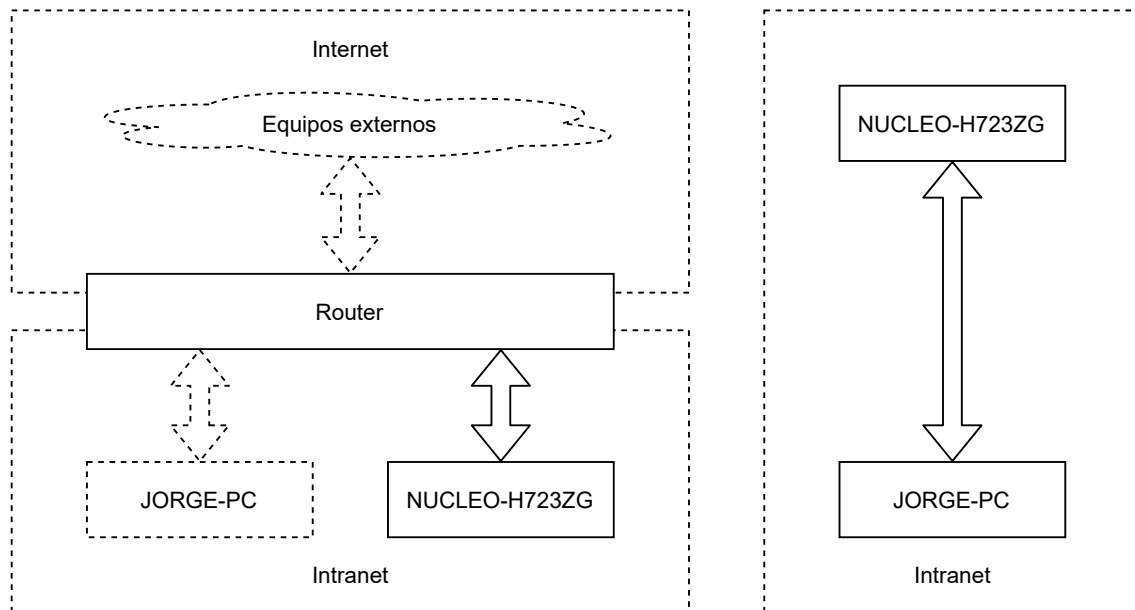 Internet
Equipos externos
Router
JORGE-PC
NUCLEO-H723ZG
Intranet
NUCLEO-H723ZG
JORGE-PC
Intranet